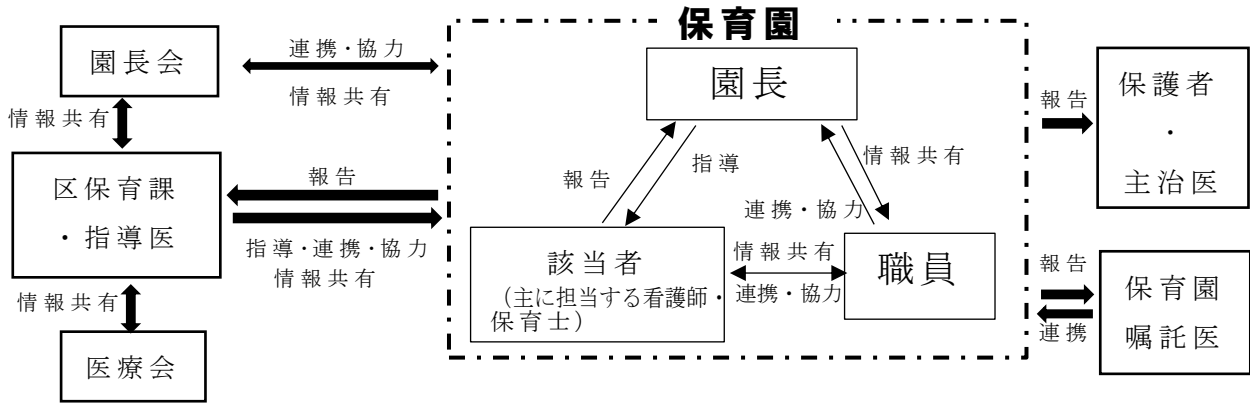 保育園
園長会
連携・協力
情報共有
情報共有
区保育課
・指導医
報告
指導・連携・協力
情報共有
情報共有
医療会
園長
報告
指導
情報共有
連携・協力
該当者
（主に担当する看護師・
保育士）
情報共有
連携・協力
職員
報告
保護者
・
主治医
報告
連携
保育園
嘱託医